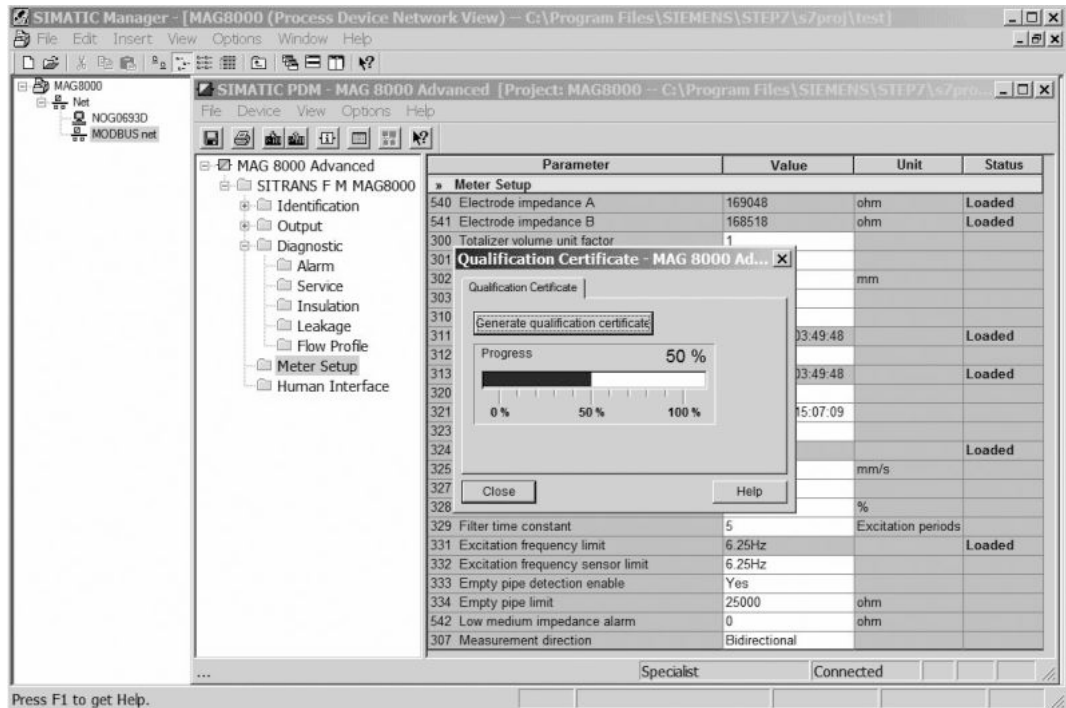 SIMATIC Manager - [MAG8000 (Process Device Network View) -- C:\Program Files\SIEMENS\STEP7\s7proj\test]
File Edit Insert View Options Window Help
MAG8000
Net
NOG0693D
MODBUS net
SIMATIC PDM - MAG 8000 Advanced [Project: MAG8000 -- C:\Program Files\SIEMENS\STEP7\s7pro...
File Device View Options Help
MAG 8000 Advanced
SITRANS F M MAG8000
Identification
Output
Diagnostic
Alarm
Service
Insulation
Leakage
Flow Profile
Meter Setup
Human Interface
Parameter Value Unit Status
» Meter Setup
540 Electrode impedance A 169048 ohm Loaded
541 Electrode impedance B 168518 ohm Loaded
300 Totalizer volume unit factor 1
301
302 mm
303
310
311 03:49:48 Loaded
312
313 03:49:48 Loaded
320
321 15:07:09
323
324 Loaded
325 mm/s
327
328 %
329 Filter time constant 5 Excitation periods
331 Excitation frequency limit 6.25Hz Loaded
332 Excitation frequency sensor limit 6.25Hz
333 Empty pipe detection enable Yes
334 Empty pipe limit 25000 ohm
542 Low medium impedance alarm 0 ohm
307 Measurement direction Bidirectional
Qualification Certificate - MAG 8000 Ad...
Qualification Certificate
Generate qualification certificate
Progress 50 %
0 % 50 % 100 %
Close Help
... Specialist Connected
Press F1 to get Help.